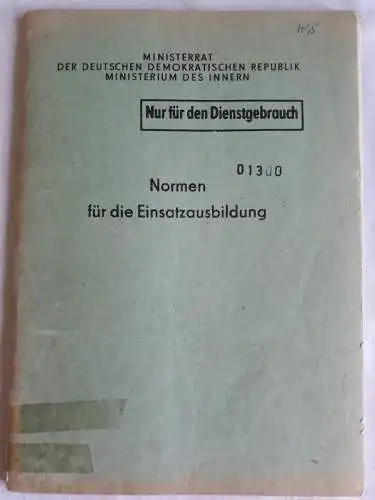 MINISTERRAT
DER DEUTSCHEN DEMOKRATISCHEN REPUBLIK
MINISTERIUM DES INNERN
Nur für den Dienstgebrauch
01300
Normen
für die Einsatzausbildung